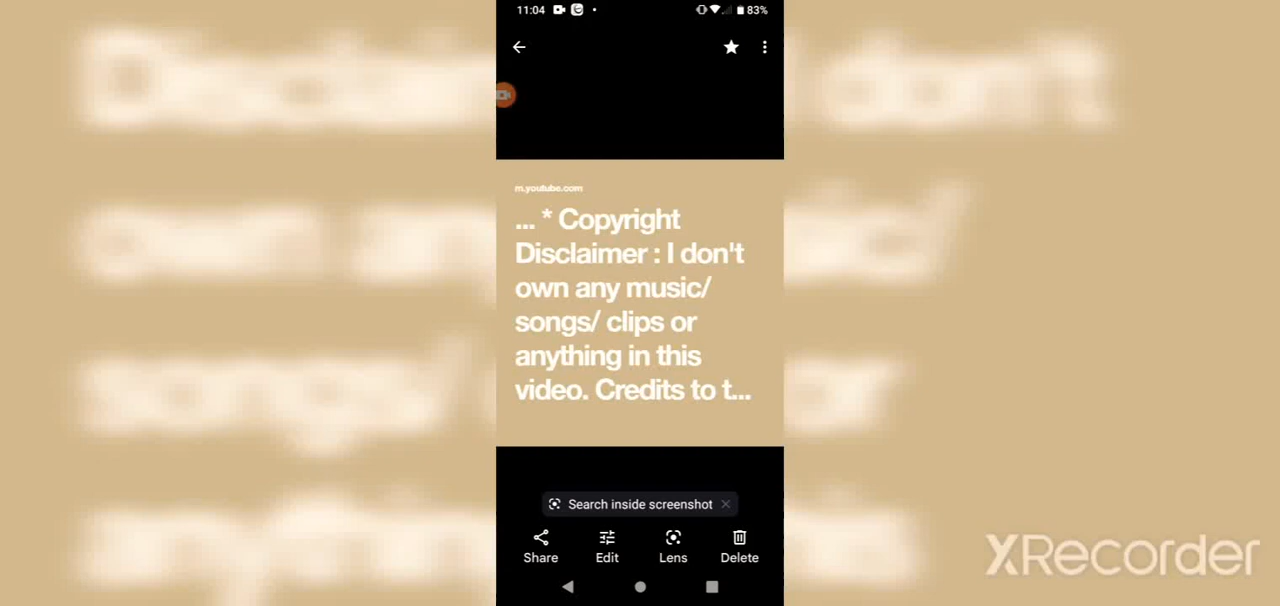 11:04
83%
m.youtube.com
... * Copyright
Disclaimer : I don't
own any music/
songs/ clips or
anything in this
video. Credits to t...
Search inside screenshot
Share Edit Lens Delete
XRecorder